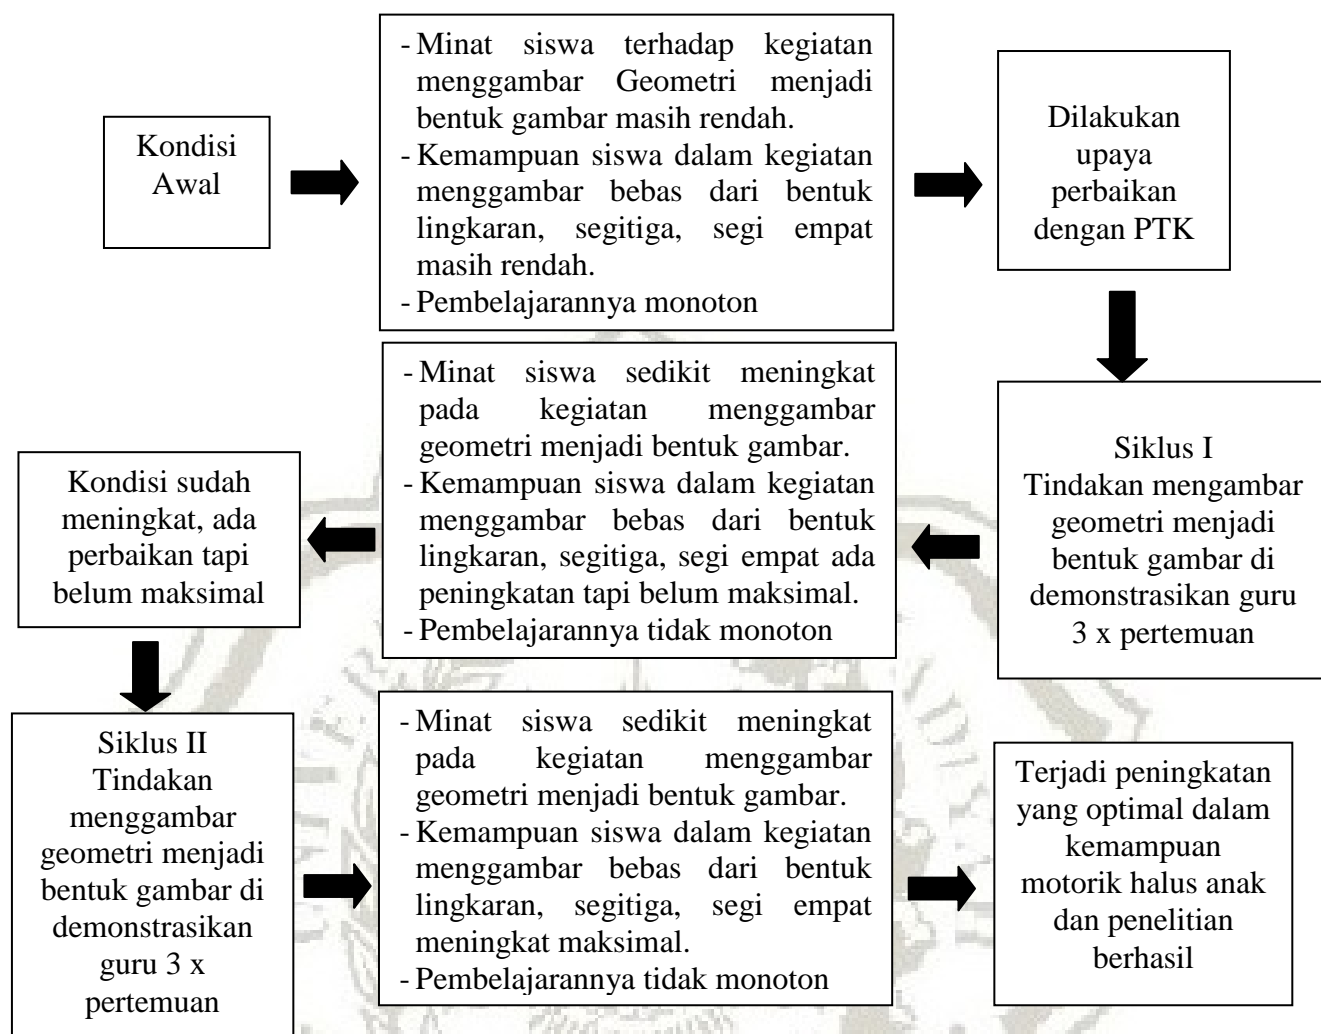 Kondisi
Awal
- Minat siswa terhadap kegiatan
menggambar Geometri menjadi
bentuk gambar masih rendah.
- Kemampuan siswa dalam kegiatan
menggambar bebas dari bentuk
lingkaran, segitiga, segi empat
masih rendah.
- Pembelajarannya monoton
Dilakukan
upaya
perbaikan
dengan PTK
Siklus I
Tindakan mengambar
geometri menjadi
bentuk gambar di
demonstrasikan guru
3 x pertemuan
- Minat siswa sedikit meningkat
pada kegiatan menggambar
geometri menjadi bentuk gambar.
- Kemampuan siswa dalam kegiatan
menggambar bebas dari bentuk
lingkaran, segitiga, segi empat ada
peningkatan tapi belum maksimal.
- Pembelajarannya tidak monoton
Kondisi sudah
meningkat, ada
perbaikan tapi
belum maksimal
Siklus II
Tindakan
menggambar
geometri menjadi
bentuk gambar di
demonstrasikan
guru 3 x
pertemuan
- Minat siswa sedikit meningkat
pada kegiatan menggambar
geometri menjadi bentuk gambar.
- Kemampuan siswa dalam kegiatan
menggambar bebas dari bentuk
lingkaran, segitiga, segi empat
meningkat maksimal.
- Pembelajarannya tidak monoton
Terjadi peningkatan
yang optimal dalam
kemampuan
motorik halus anak
dan penelitian
berhasil